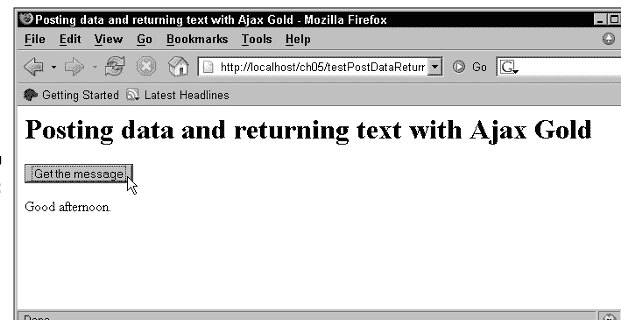 Posting data and returning text with Ajax Gold - Mozilla Firefox
File Edit View Go Bookmarks Tools Help
http://localhost/ch05/testPostDataReturr Go G
Getting Started Latest Headlines
Posting data and returning text with Ajax Gold
Get the message
Good afternoon.
Done